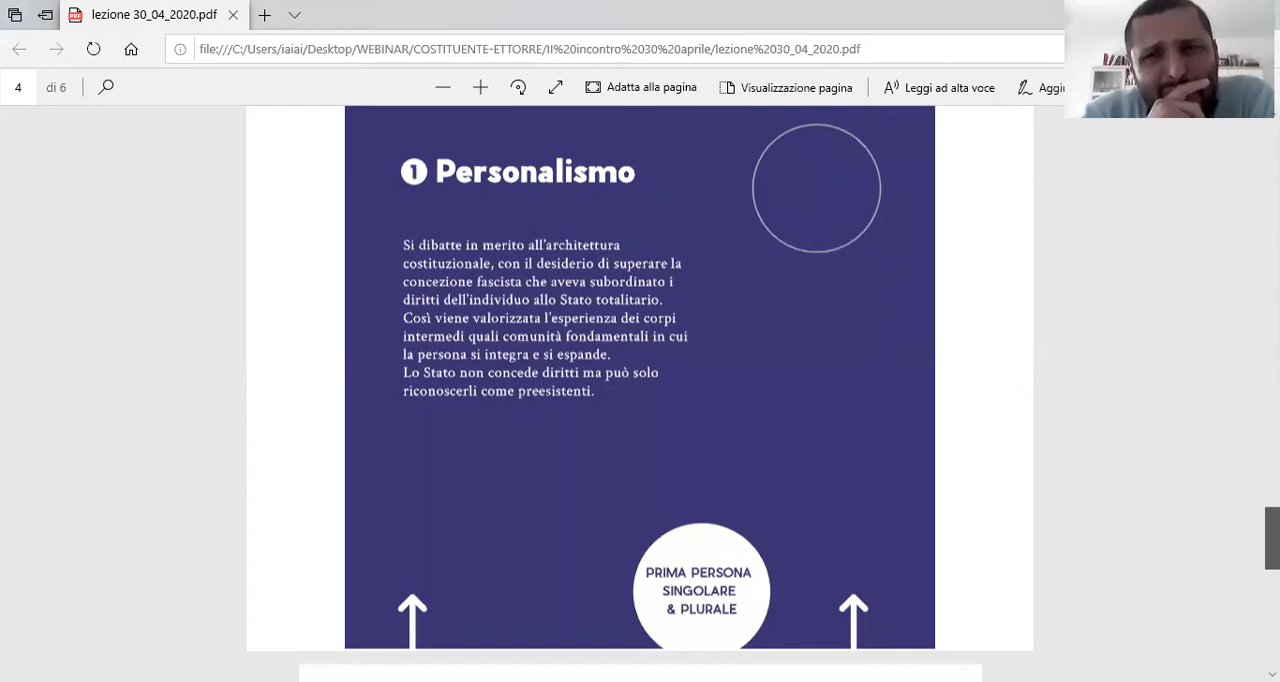 lezione 30_04_2020.pdf
file:///C:/Users/iaiai/Desktop/WEBINAR/COSTITUENTE-ETTORRE/II%20incontro%2030%20aprile/lezione%2030_04_2020.pdf
4 di 6 Adatta alla pagina Visualizzazione pagina Leggi ad alta voce Aggiu
1 Personalismo
Si dibatte in merito all'architettura
costituzionale, con il desiderio di superare la
concezione fascista che aveva subordinato i
diritti dell'individuo allo Stato totalitario.
Così viene valorizzata l'esperienza dei corpi
intermedi quali comunità fondamentali in cui
la persona si integra e si espande.
Lo Stato non concede diritti ma può solo
riconoscerli come preesistenti.
PRIMA PERSONA
SINGOLARE
& PLURALE